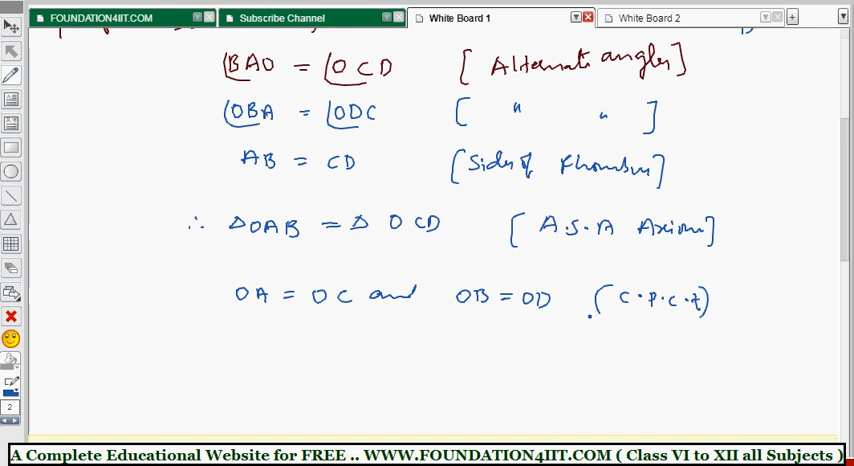 FOUNDATION4IIT.COM Subscribe Channel White Board 1 White Board 2
∠BAO = ∠OCD [Alternate angles]
∠OBA = ∠ODC [ " " ]
AB = CD [Sides of Rhombus]
∴ ΔOAB = Δ OCD [A.S.A Axiom]
OA = OC and OB = OD (C.P.C.t)
2
A Complete Educational Website for FREE .. WWW.FOUNDATION4IIT.COM ( Class VI to XII all Subjects )